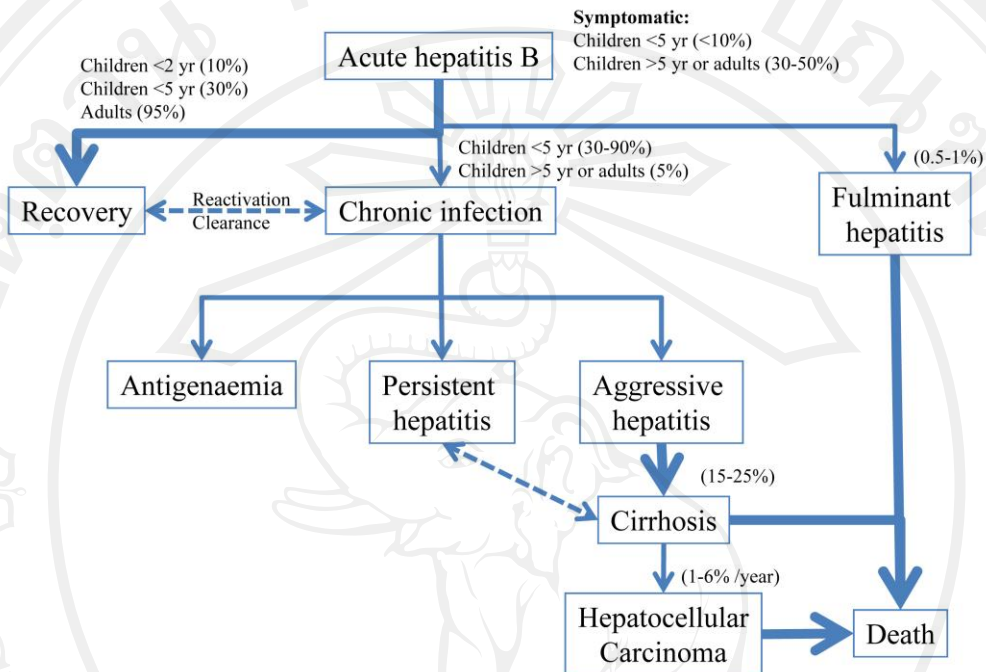 Symptomatic:
Children <5 yr (<10%)
Children >5 yr or adults (30-50%)
Acute hepatitis B
Children <2 yr (10%)
Children <5 yr (30%)
Adults (95%)
Children <5 yr (30-90%)
Children >5 yr or adults (5%)
(0.5-1%)
Recovery
Reactivation
Clearance
Chronic infection
Fulminant
hepatitis
Antigenaemia
Persistent
hepatitis
Aggressive
hepatitis
(15-25%)
Cirrhosis
(1-6% /year)
Hepatocellular
Carcinoma
Death